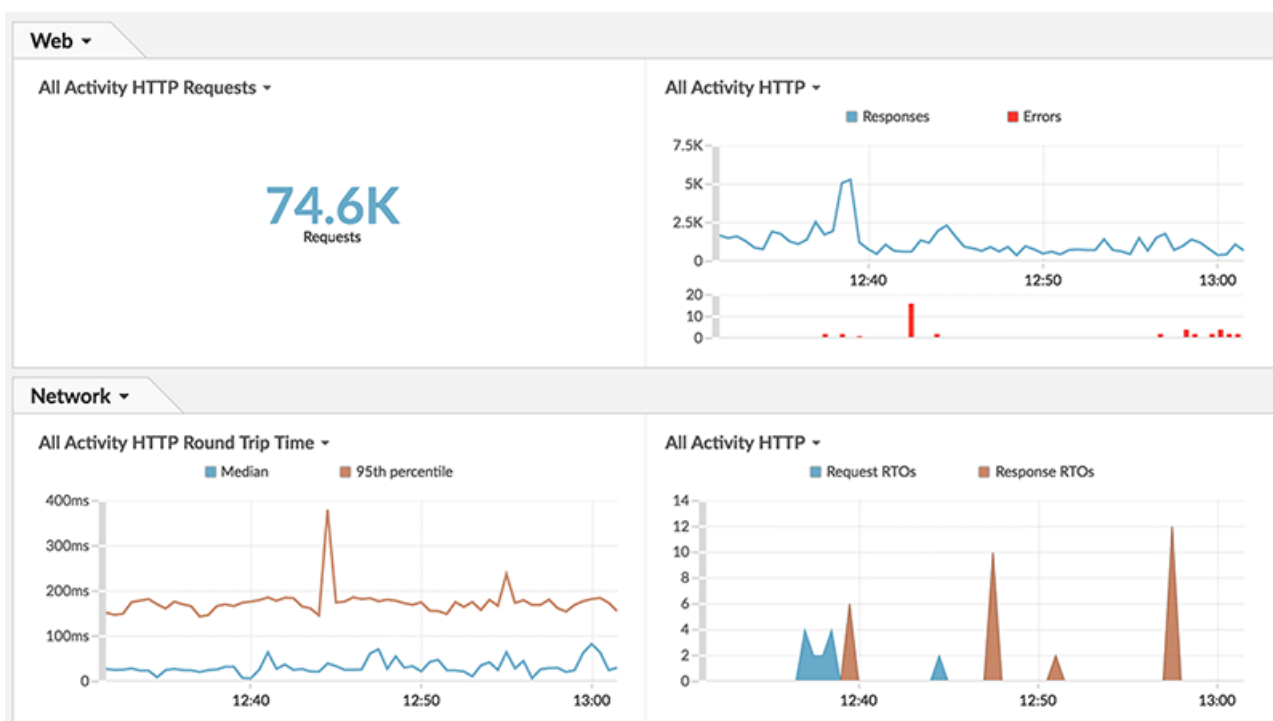 Web
All Activity HTTP Requests
74.6K
Requests
All Activity HTTP
Responses Errors
7.5K
5K
2.5K
0
12:40 12:50 13:00
20
10
0
Network
All Activity HTTP Round Trip Time
Median 95th percentile
400ms
300ms
200ms
100ms
0
12:40 12:50 13:00
All Activity HTTP
Request RTOs Response RTOs
14
12
10
8
6
4
2
0
12:40 12:50 13:00